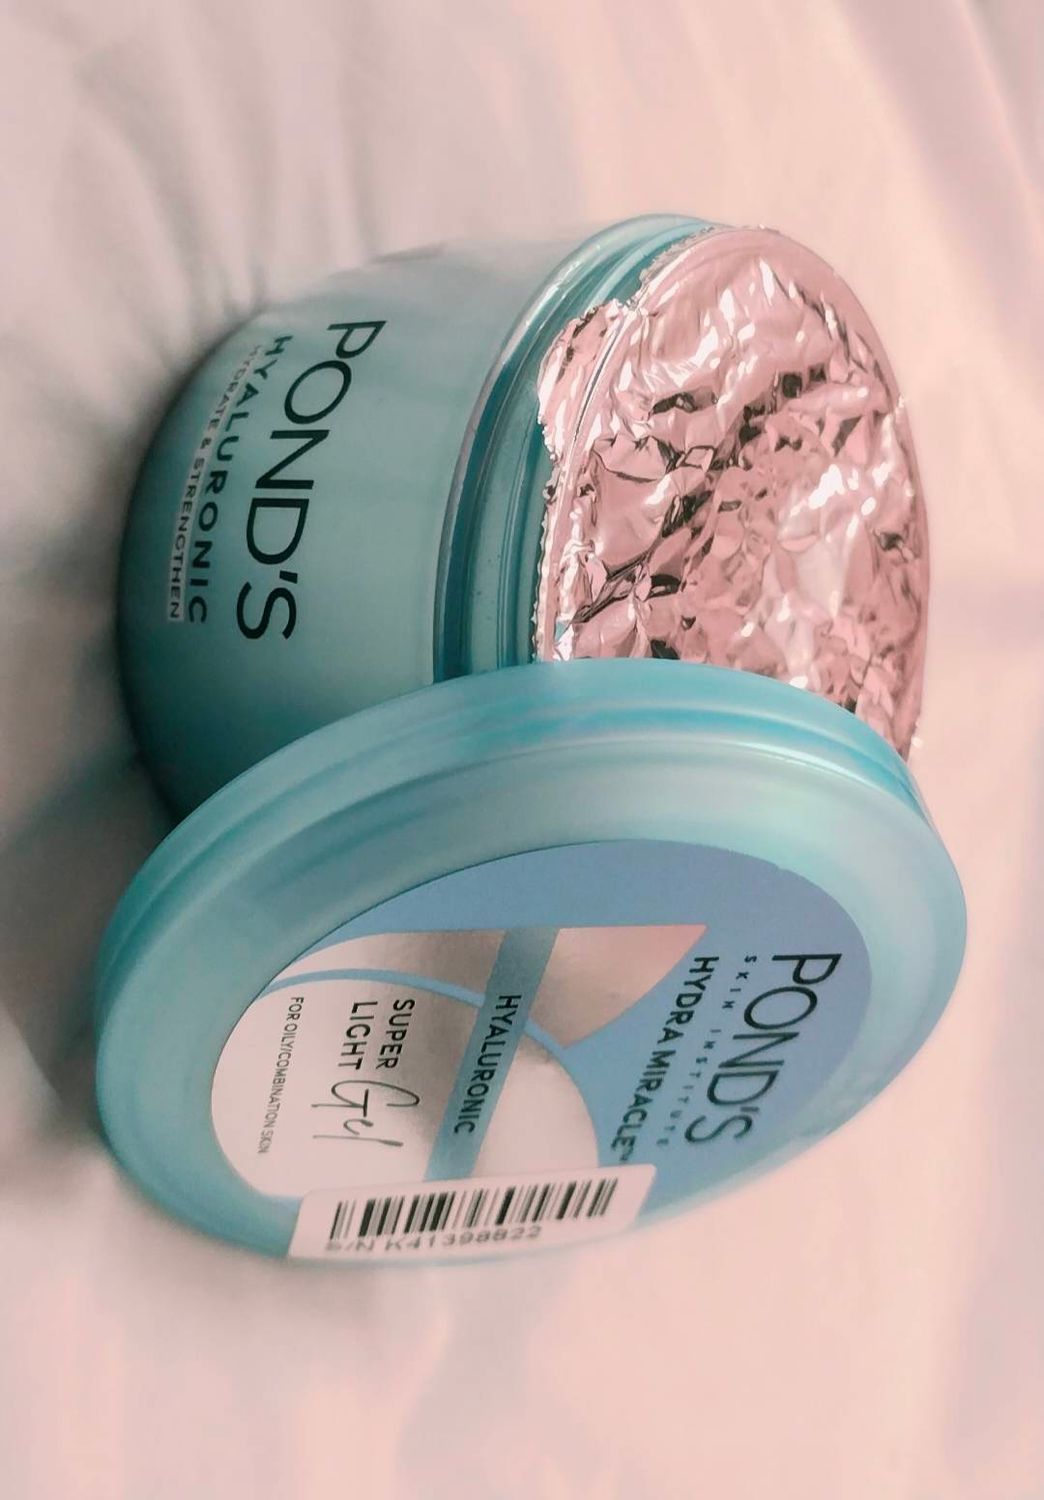 POND'S
HYALURONIC
HYDRATE & STRENGTHEN
POND'S
SKIN INSTITUTE
HYDRA MIRACLE™
HYALURONIC
SUPER
LIGHT Gel
FOR OILY/COMBINATION SKIN
S/N K41398822